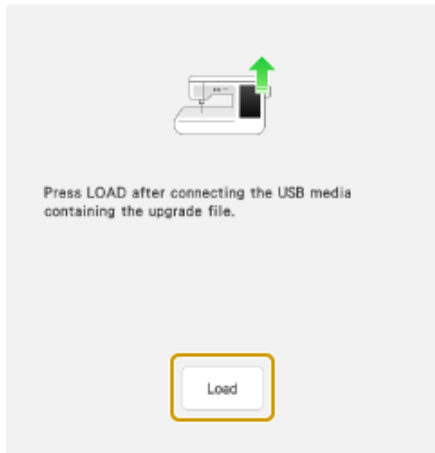 Press LOAD after connecting the USB media
containing the upgrade file.
Load